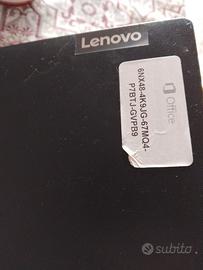 Lenovo
Office
6NX48-4K9JG-67MQ4-
P7BTJ-GVPB9
subito